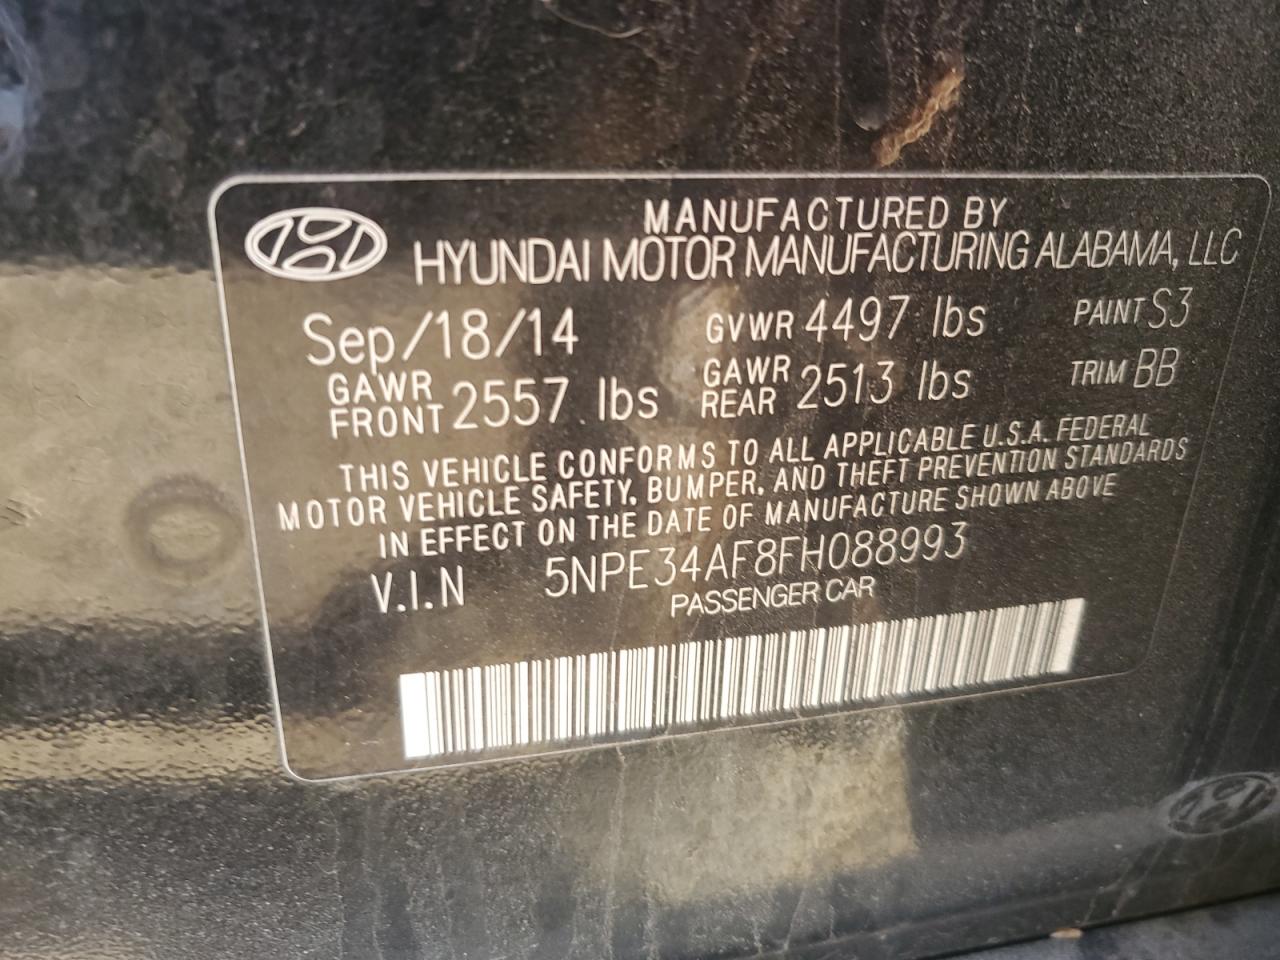 MANUFACTURED BY
HYUNDAI MOTOR MANUFACTURING ALABAMA, LLC
Sep/18/14 GVWR 4497 lbs PAINT S3
GAWR FRONT 2557 lbs GAWR REAR 2513 lbs TRIM BB
THIS VEHICLE CONFORMS TO ALL APPLICABLE U.S.A. FEDERAL
MOTOR VEHICLE SAFETY, BUMPER, AND THEFT PREVENTION STANDARDS
IN EFFECT ON THE DATE OF MANUFACTURE SHOWN ABOVE
V.I.N 5NPE34AF8FH088993
PASSENGER CAR